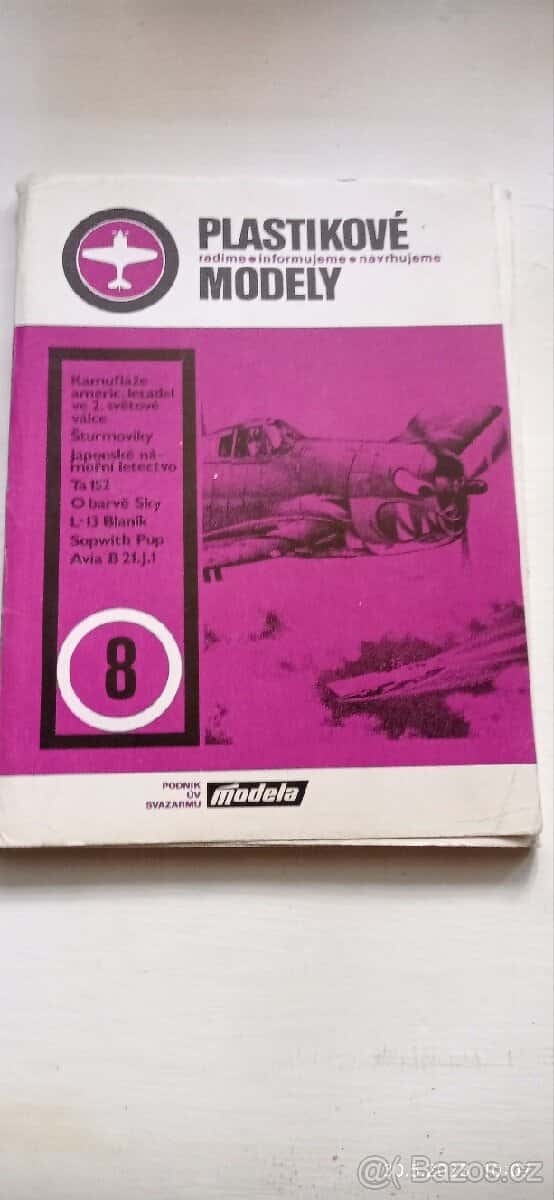 PLASTIKOVÉ
radíme • informujeme • navrhujeme
MODELY
Kamufláže
americ. letadel
ve 2. světové
válce
Šturmoviky
Japonské ná-
mořní letectvo
Ta 152
O barvě Sky
L-13 Blaník
Sopwith Pup
Avia B 21.J.1
8
PODNIK
ÚV
SVAZARMU
modela
Bazos.cz